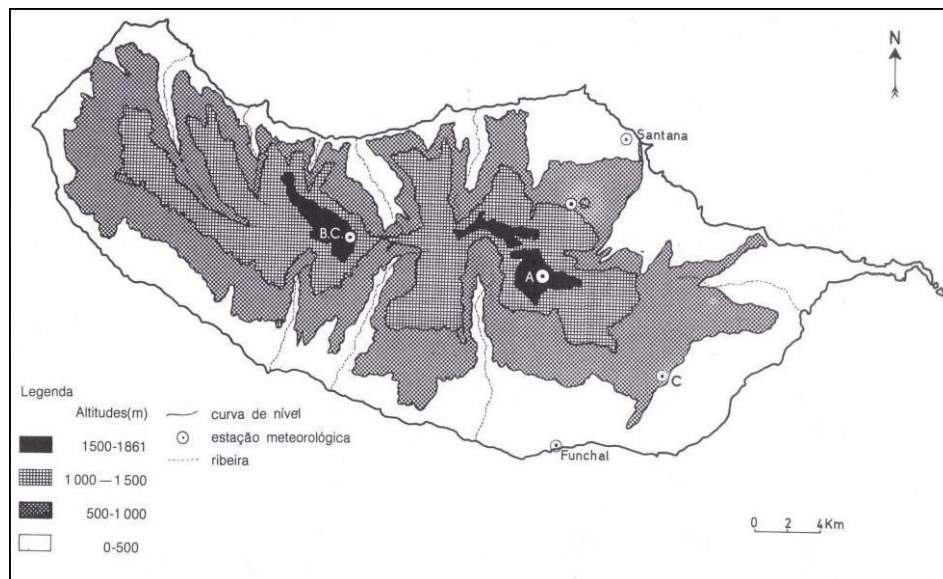 N
Santana
Q
B.C.
A
C
Funchal
Legenda
Altitudes(m)
1500-1861
1 000 — 1 500
500-1 000
0-500
curva de nível
estação meteorológica
ribeira
0 2 4Km